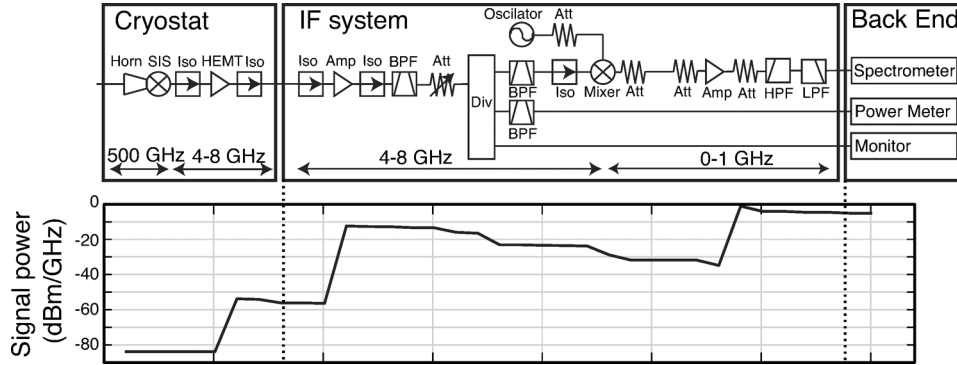 Cryostat
IF system
Back End
Oscilator
Att
Horn
SIS
Iso
HEMT
Iso
Iso
Amp
Iso
BPF
Att
Div
BPF
Iso
Mixer
Att
Att
Amp
Att
HPF
LPF
BPF
Spectrometer
Power Meter
Monitor
500 GHz
4-8 GHz
4-8 GHz
0-1 GHz
Signal power
(dBm/GHz)
0
-20
-40
-60
-80